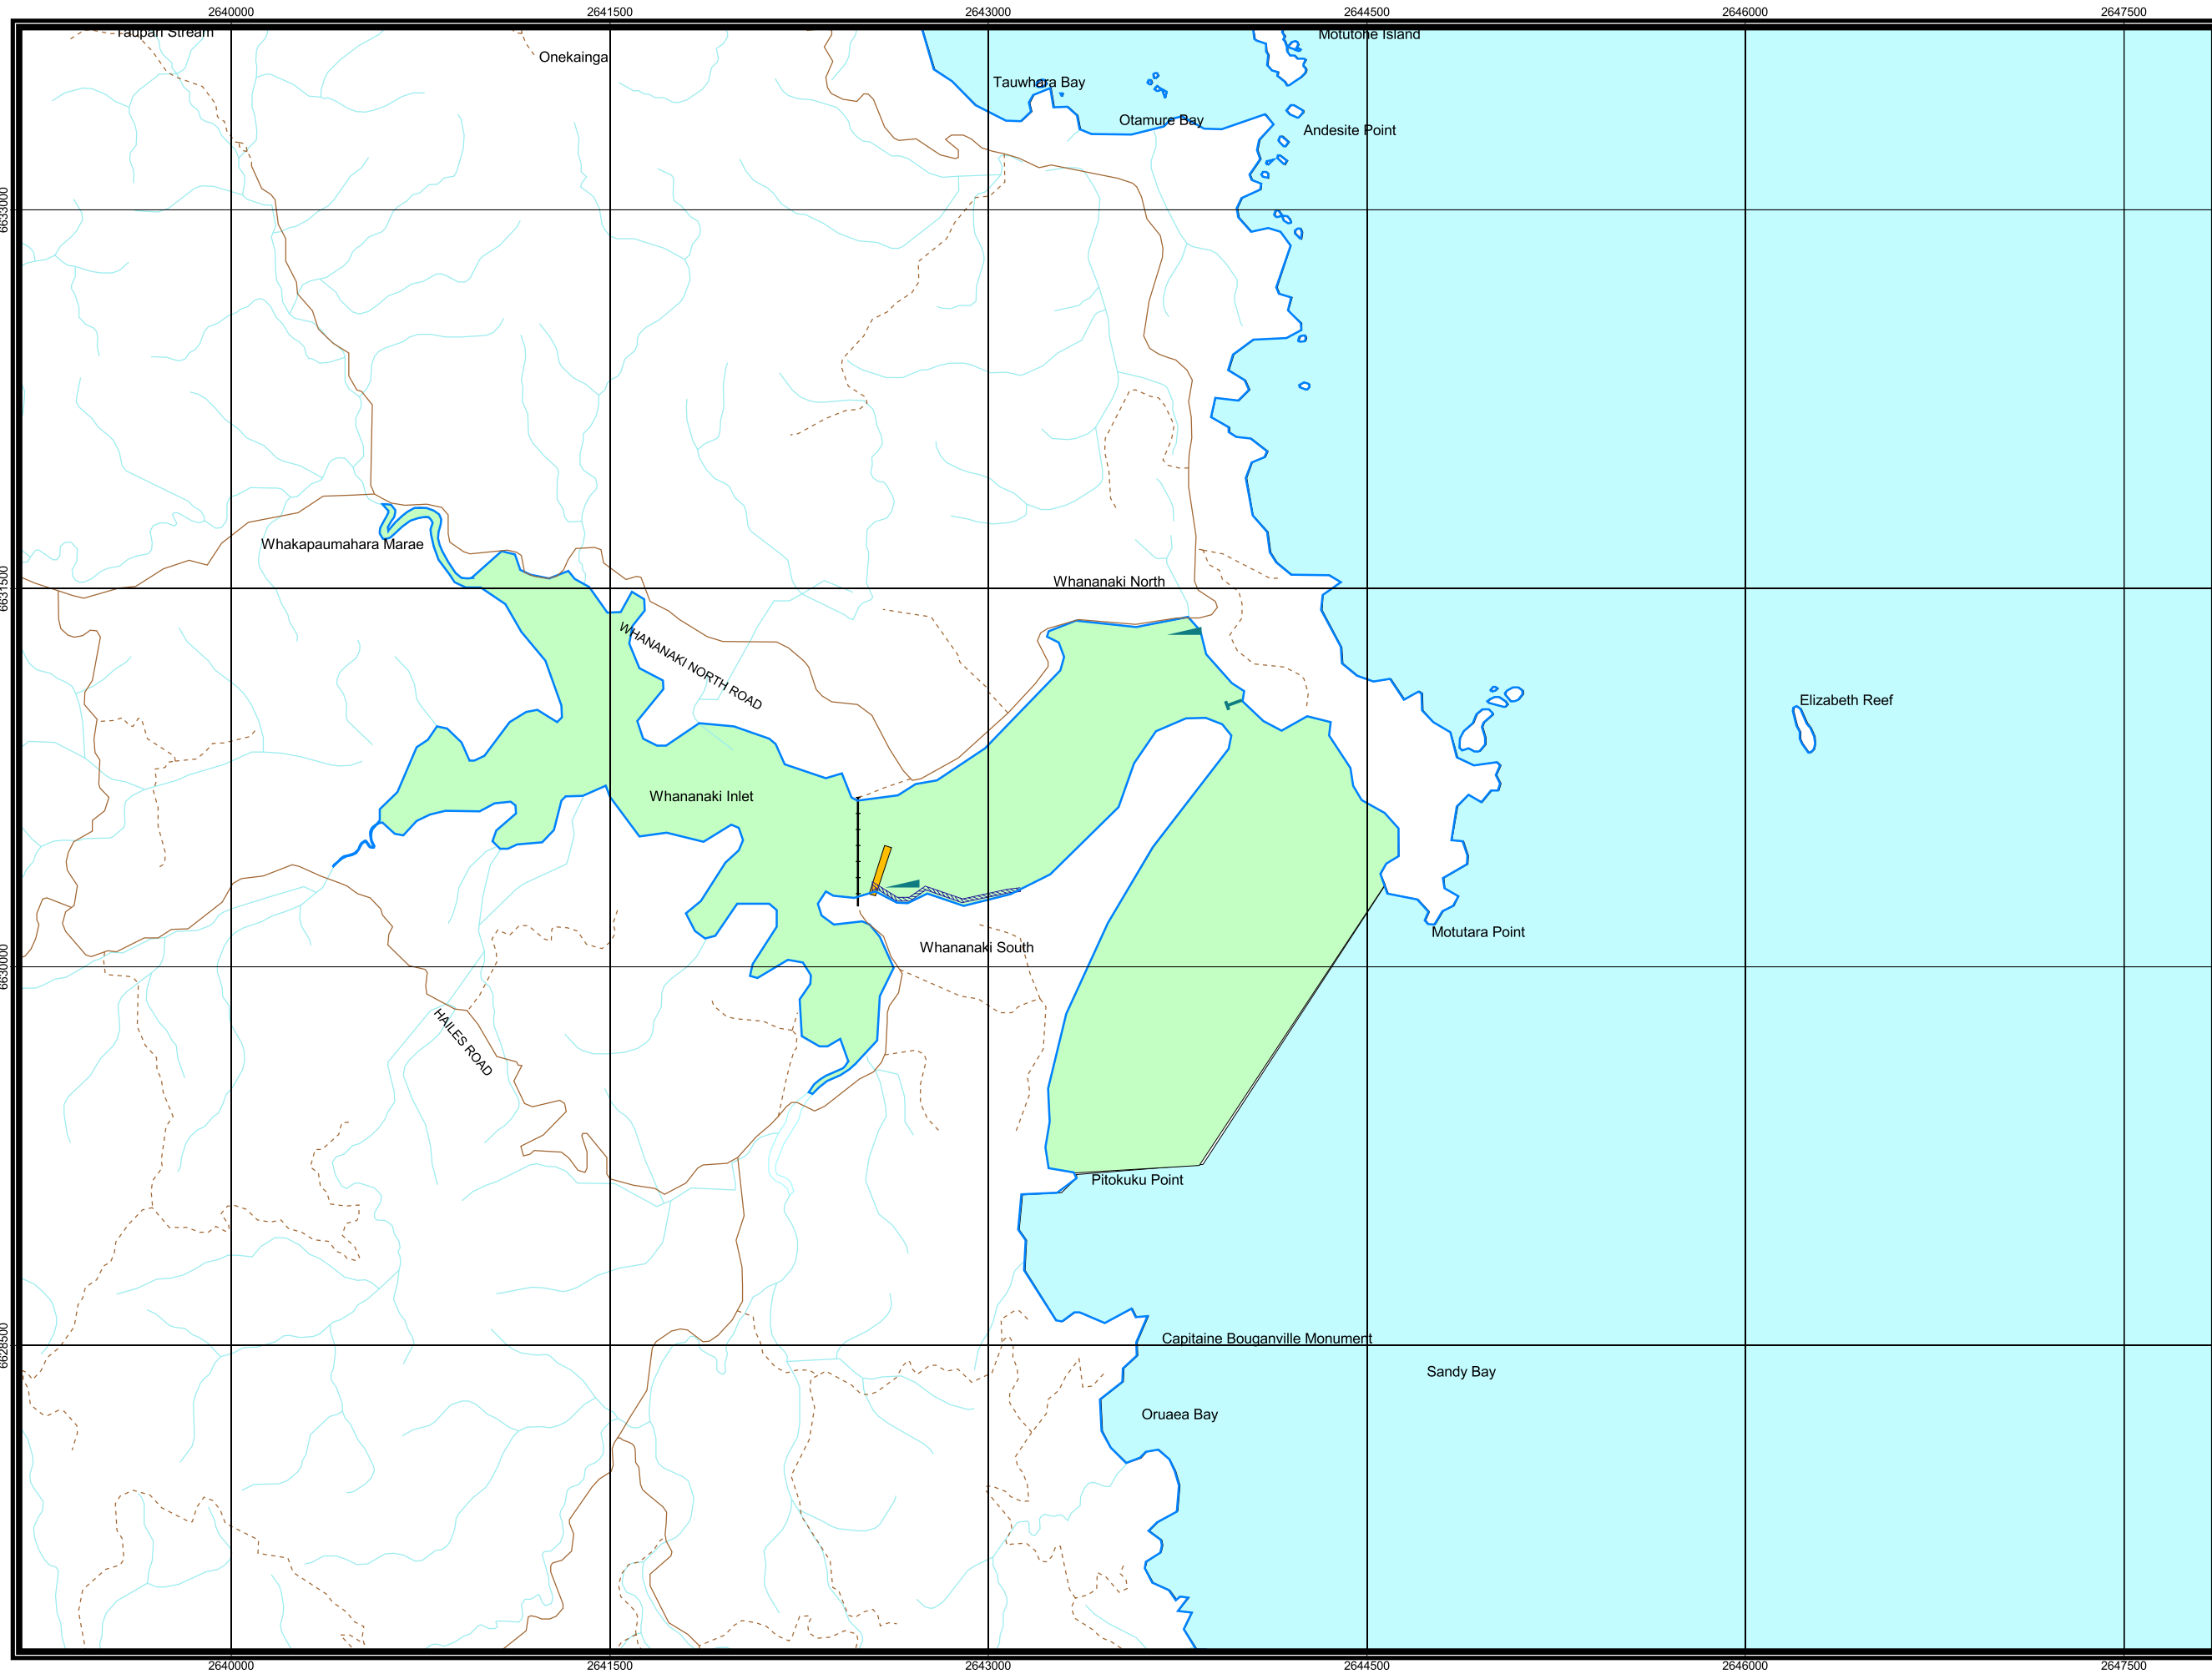 2640000 2641500 2643000 2644500 2646000 2647500
Taupari Stream
Motutohe Island
Onekainga
Tauwhara Bay
Otamure Bay
Andesite Point
6633000
Whakapaumahara Marae
Whananaki North
6631500
WHANANAKI NORTH ROAD
Elizabeth Reef
Whananaki Inlet
Motutara Point
Whananaki South
6630000
HAILES ROAD
Pitokuku Point
Capitaine Bouganville Monument
6628500
Sandy Bay
Oruaea Bay
2640000 2641500 2643000 2644500 2646000 2647500